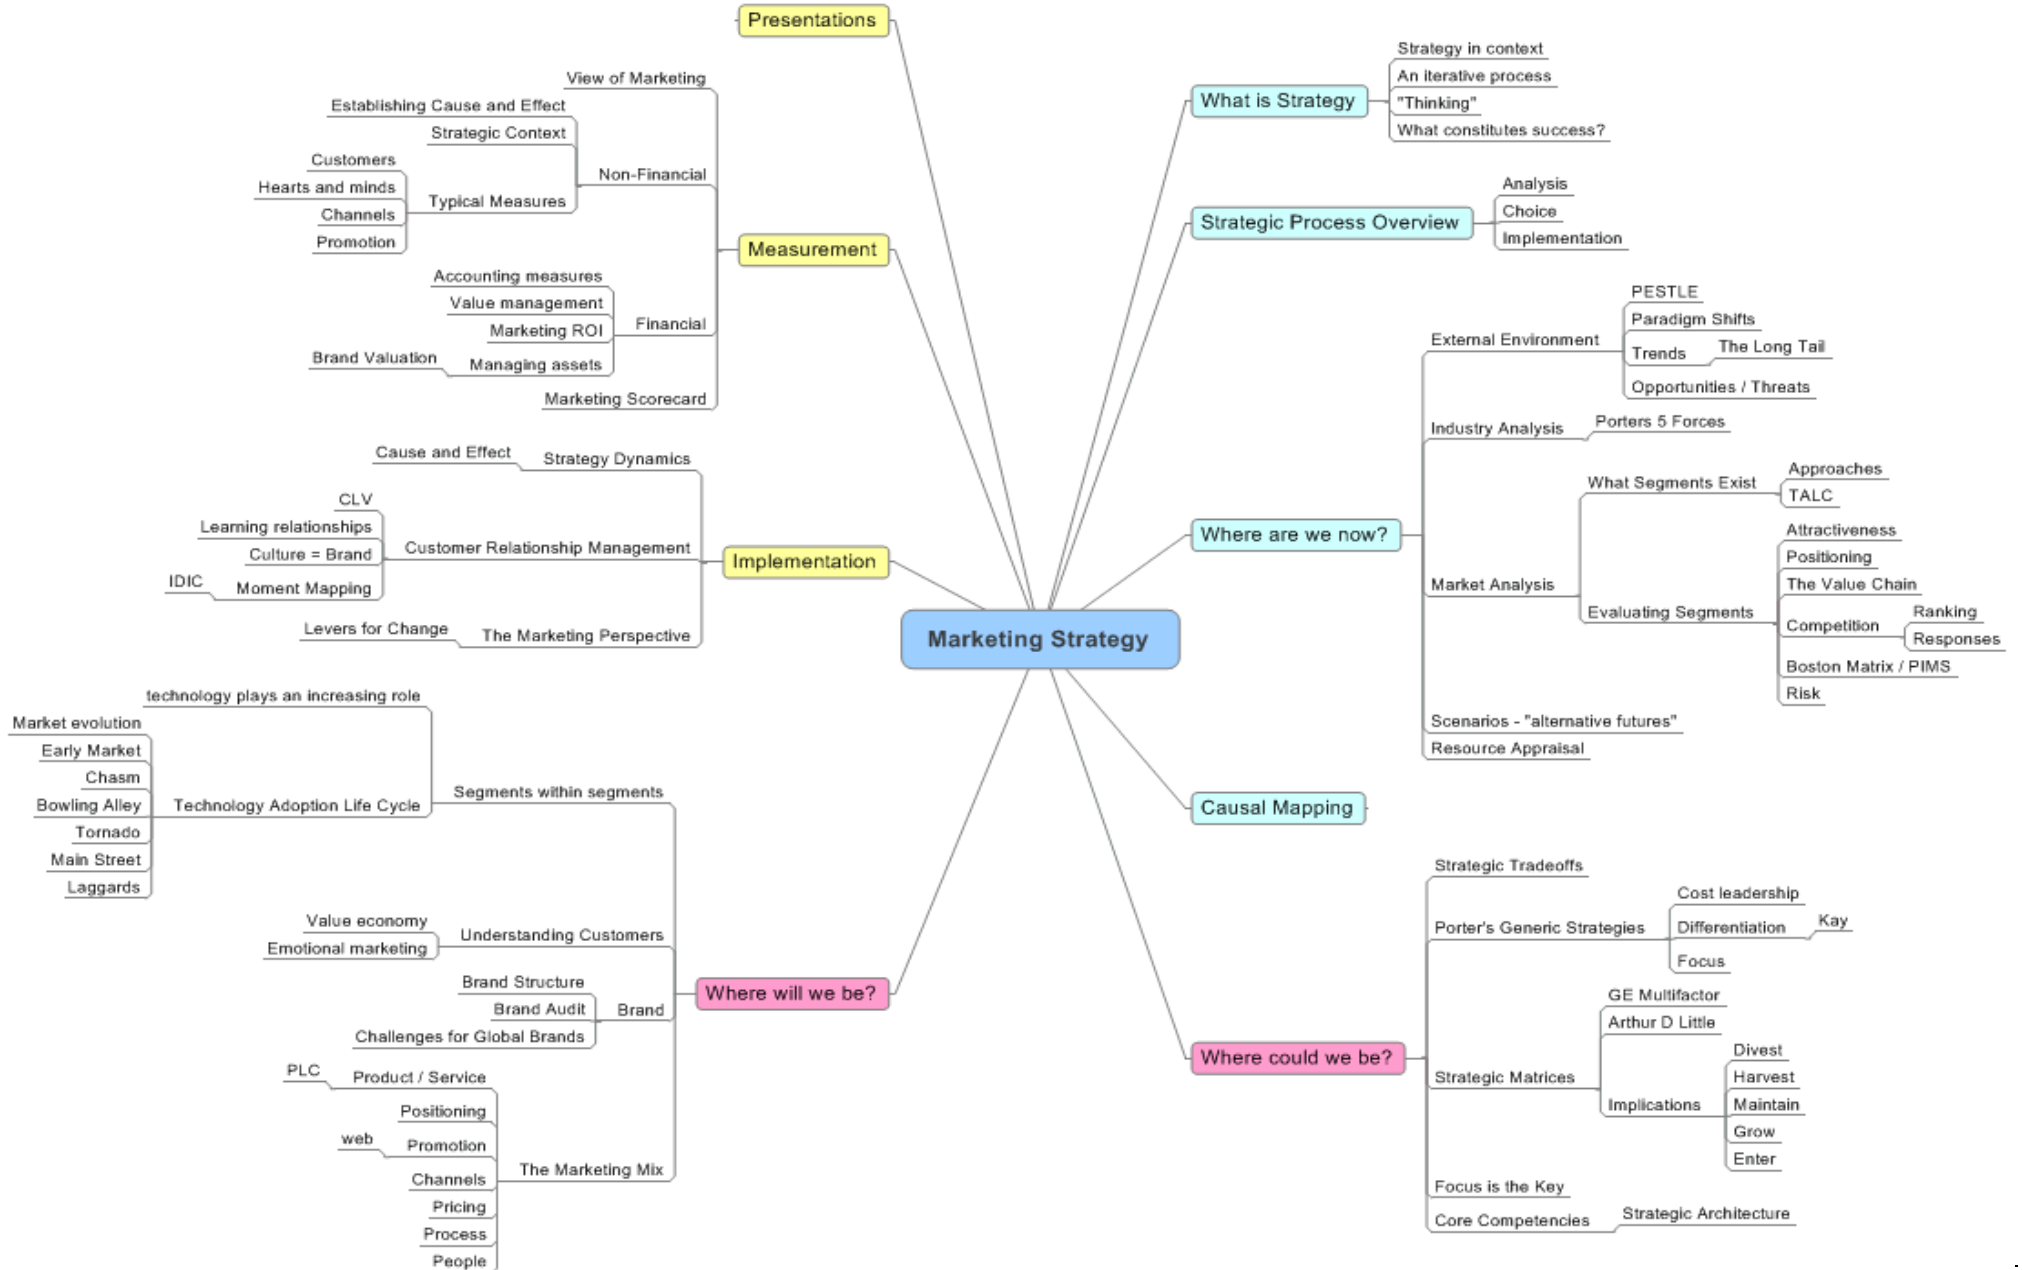 Marketing Strategy
What is Strategy
Strategy in context
An iterative process
"Thinking"
What constitutes success?
Strategic Process Overview
Analysis
Choice
Implementation
Where are we now?
External Environment
PESTLE
Paradigm Shifts
Trends
The Long Tail
Opportunities / Threats
Industry Analysis
Porters 5 Forces
Market Analysis
What Segments Exist
Approaches
TALC
Evaluating Segments
Attractiveness
Positioning
The Value Chain
Competition
Ranking
Responses
Boston Matrix / PIMS
Risk
Scenarios - "alternative futures"
Resource Appraisal
Causal Mapping
Where could we be?
Strategic Tradeoffs
Porter's Generic Strategies
Cost leadership
Differentiation
Kay
Focus
Strategic Matrices
GE Multifactor
Arthur D Little
Implications
Divest
Harvest
Maintain
Grow
Enter
Focus is the Key
Core Competencies
Strategic Architecture
Presentations
Measurement
View of Marketing
Non-Financial
Establishing Cause and Effect
Strategic Context
Typical Measures
Customers
Hearts and minds
Channels
Promotion
Financial
Accounting measures
Value management
Marketing ROI
Managing assets
Brand Valuation
Marketing Scorecard
Implementation
Strategy Dynamics
Cause and Effect
Customer Relationship Management
CLV
Learning relationships
Culture = Brand
Moment Mapping
IDIC
The Marketing Perspective
Levers for Change
Where will we be?
Segments within segments
technology plays an increasing role
Technology Adoption Life Cycle
Market evolution
Early Market
Chasm
Bowling Alley
Tornado
Main Street
Laggards
Understanding Customers
Value economy
Emotional marketing
Brand
Brand Structure
Brand Audit
Challenges for Global Brands
The Marketing Mix
Product / Service
PLC
Positioning
Promotion
web
Channels
Pricing
Process
People